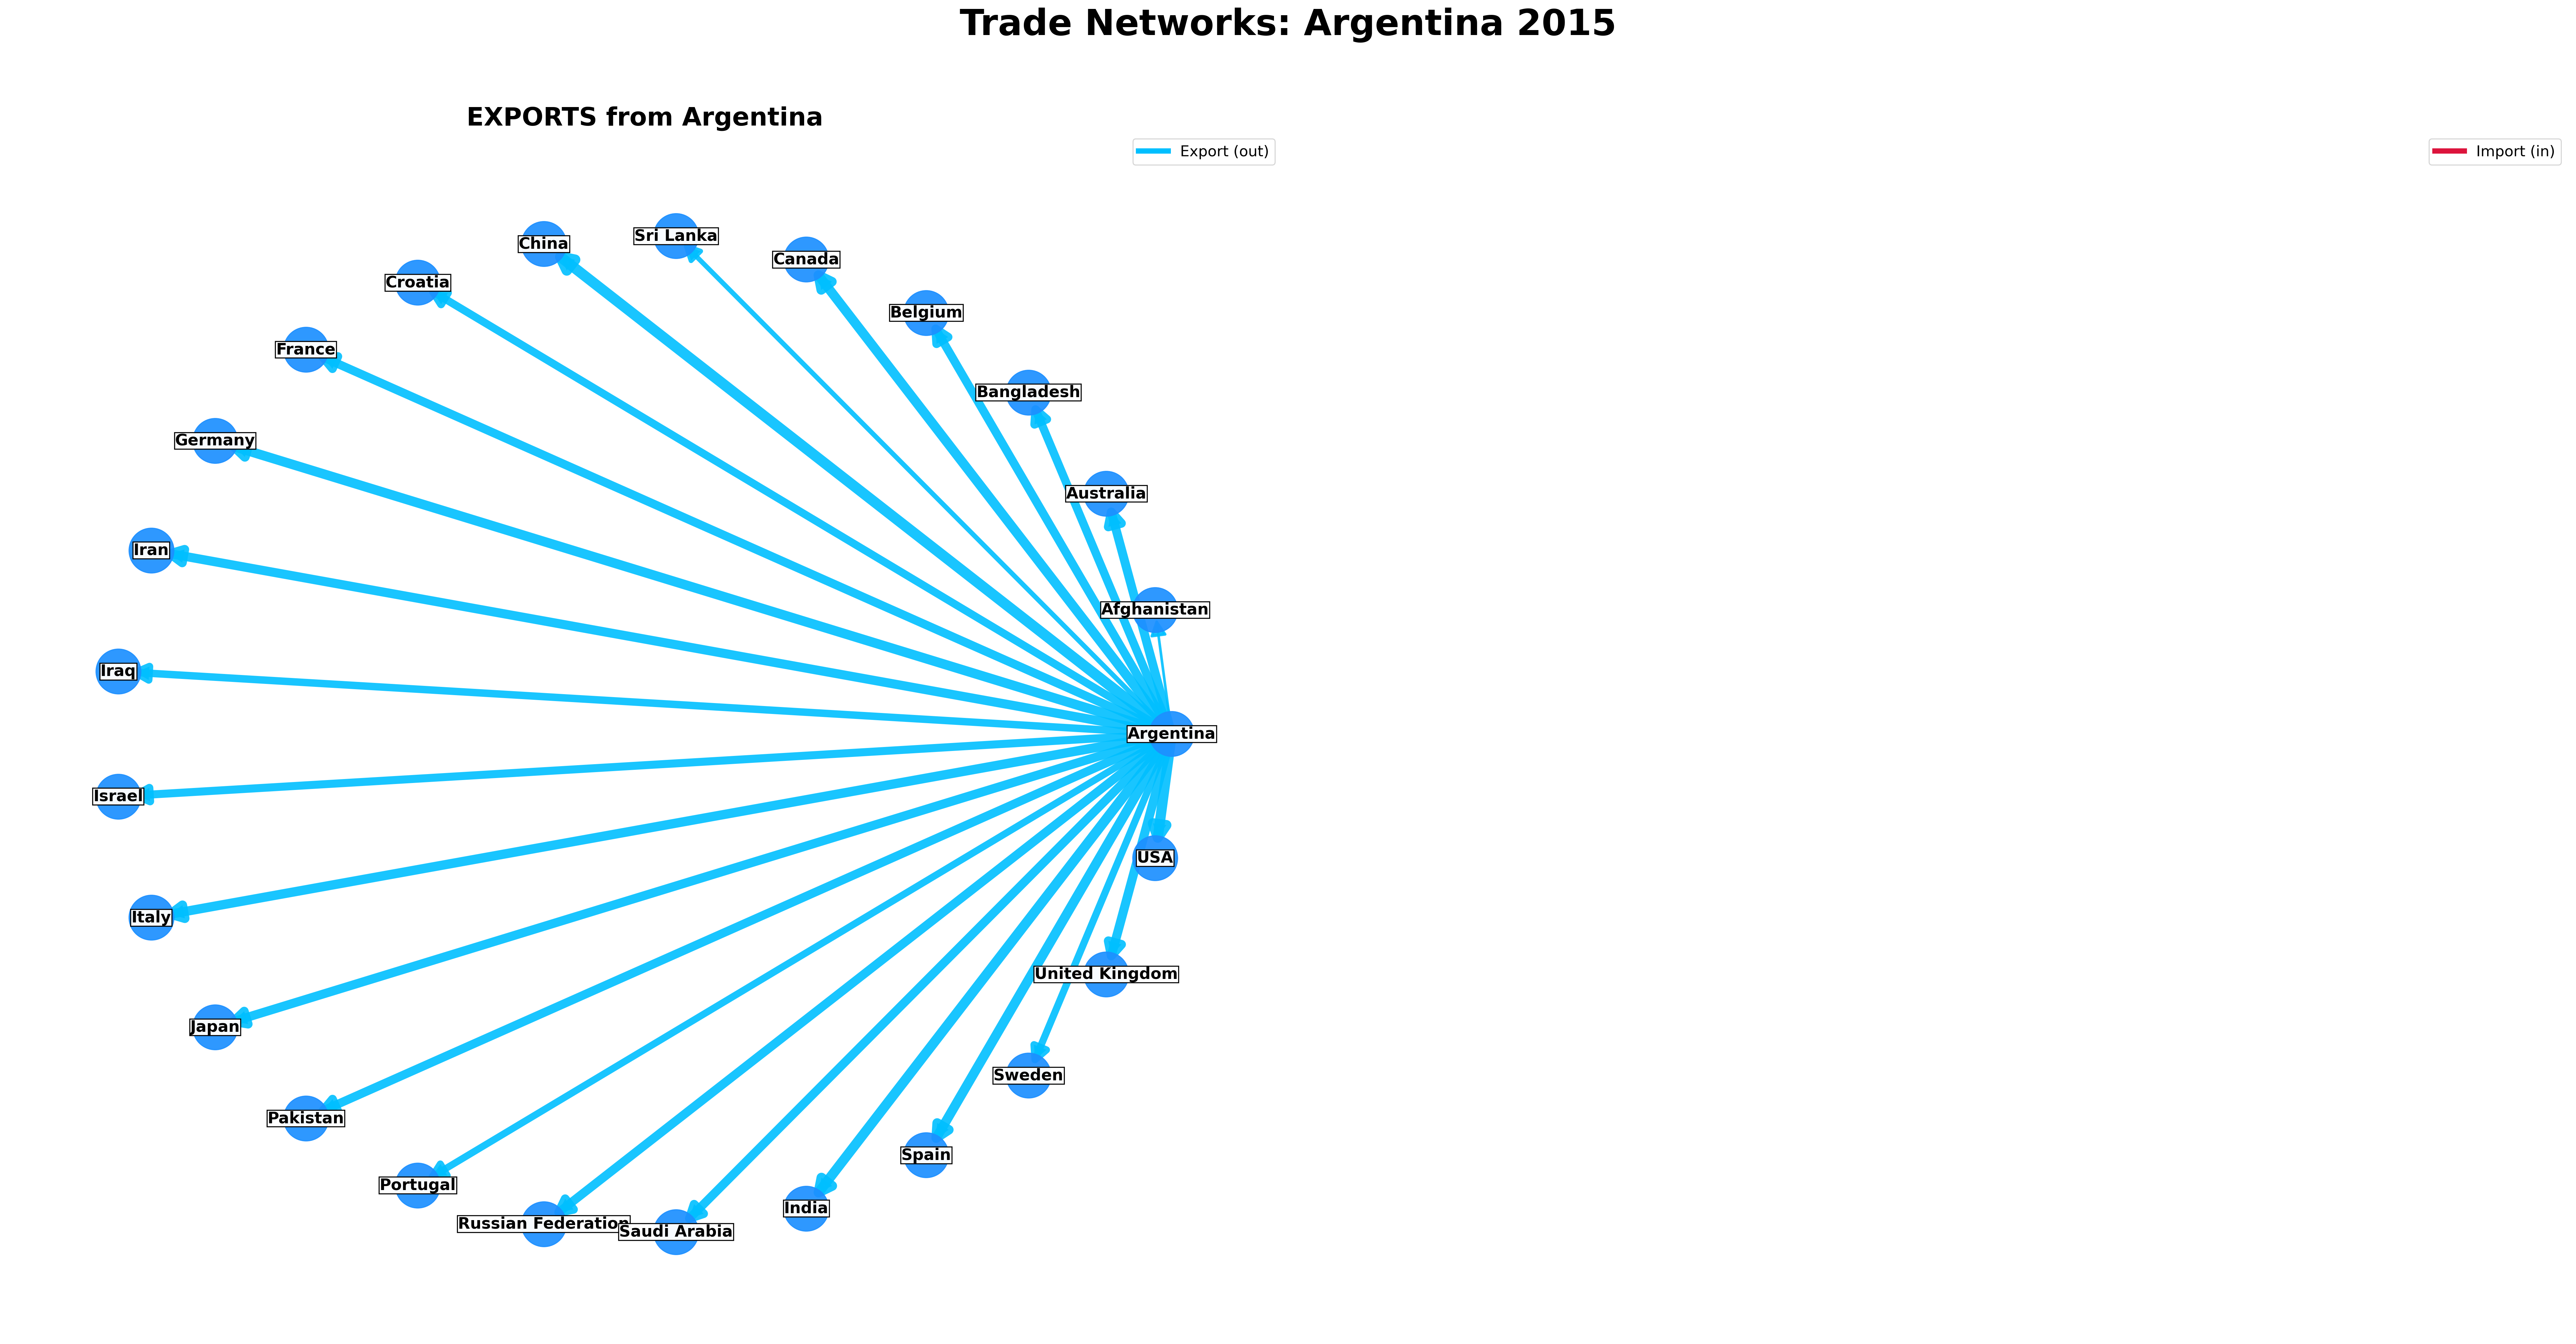 Trade Networks: Argentina 2015
EXPORTS from Argentina
Export (out)
Import (in)
Sri Lanka
China
Canada
Croatia
Belgium
France
Bangladesh
Germany
Australia
Iran
Afghanistan
Iraq
Argentina
Israel
USA
Italy
United Kingdom
Japan
Sweden
Pakistan
Spain
Portugal
India
Russian Federation
Saudi Arabia